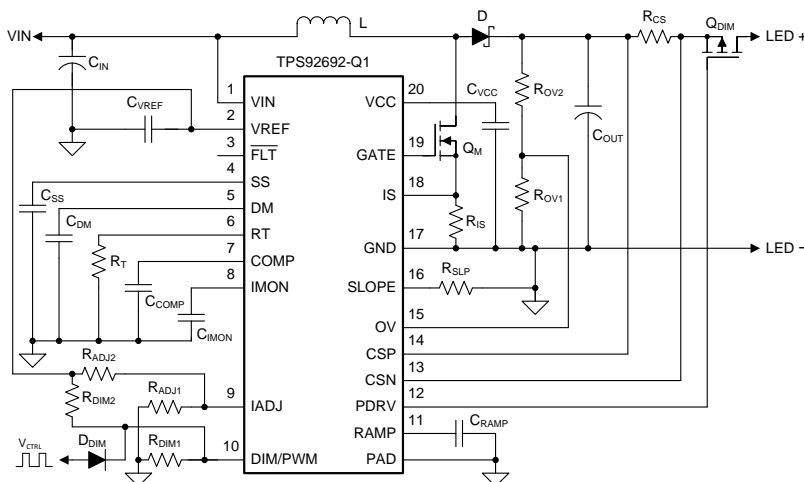 VIN
L
D
R_CS
Q_DIM
LED +
C_IN
TPS92692-Q1
C_VREF
1
VIN
VCC
20
C_VCC
R_OV2
2
VREF
C_OUT
3
FLT
GATE
19
Q_M
4
SS
IS
18
C_SS
R_OV1
5
DM
R_IS
C_DM
6
RT
GND
17
LED −
R_T
7
COMP
SLOPE
16
R_SLP
8
IMON
C_COMP
OV
15
C_IMON
CSP
14
R_ADJ2
CSN
13
R_ADJ1
9
IADJ
PDRV
12
R_DIM2
RAMP
11
C_RAMP
V_CTRL
D_DIM
R_DIM1
10
DIM/PWM
PAD